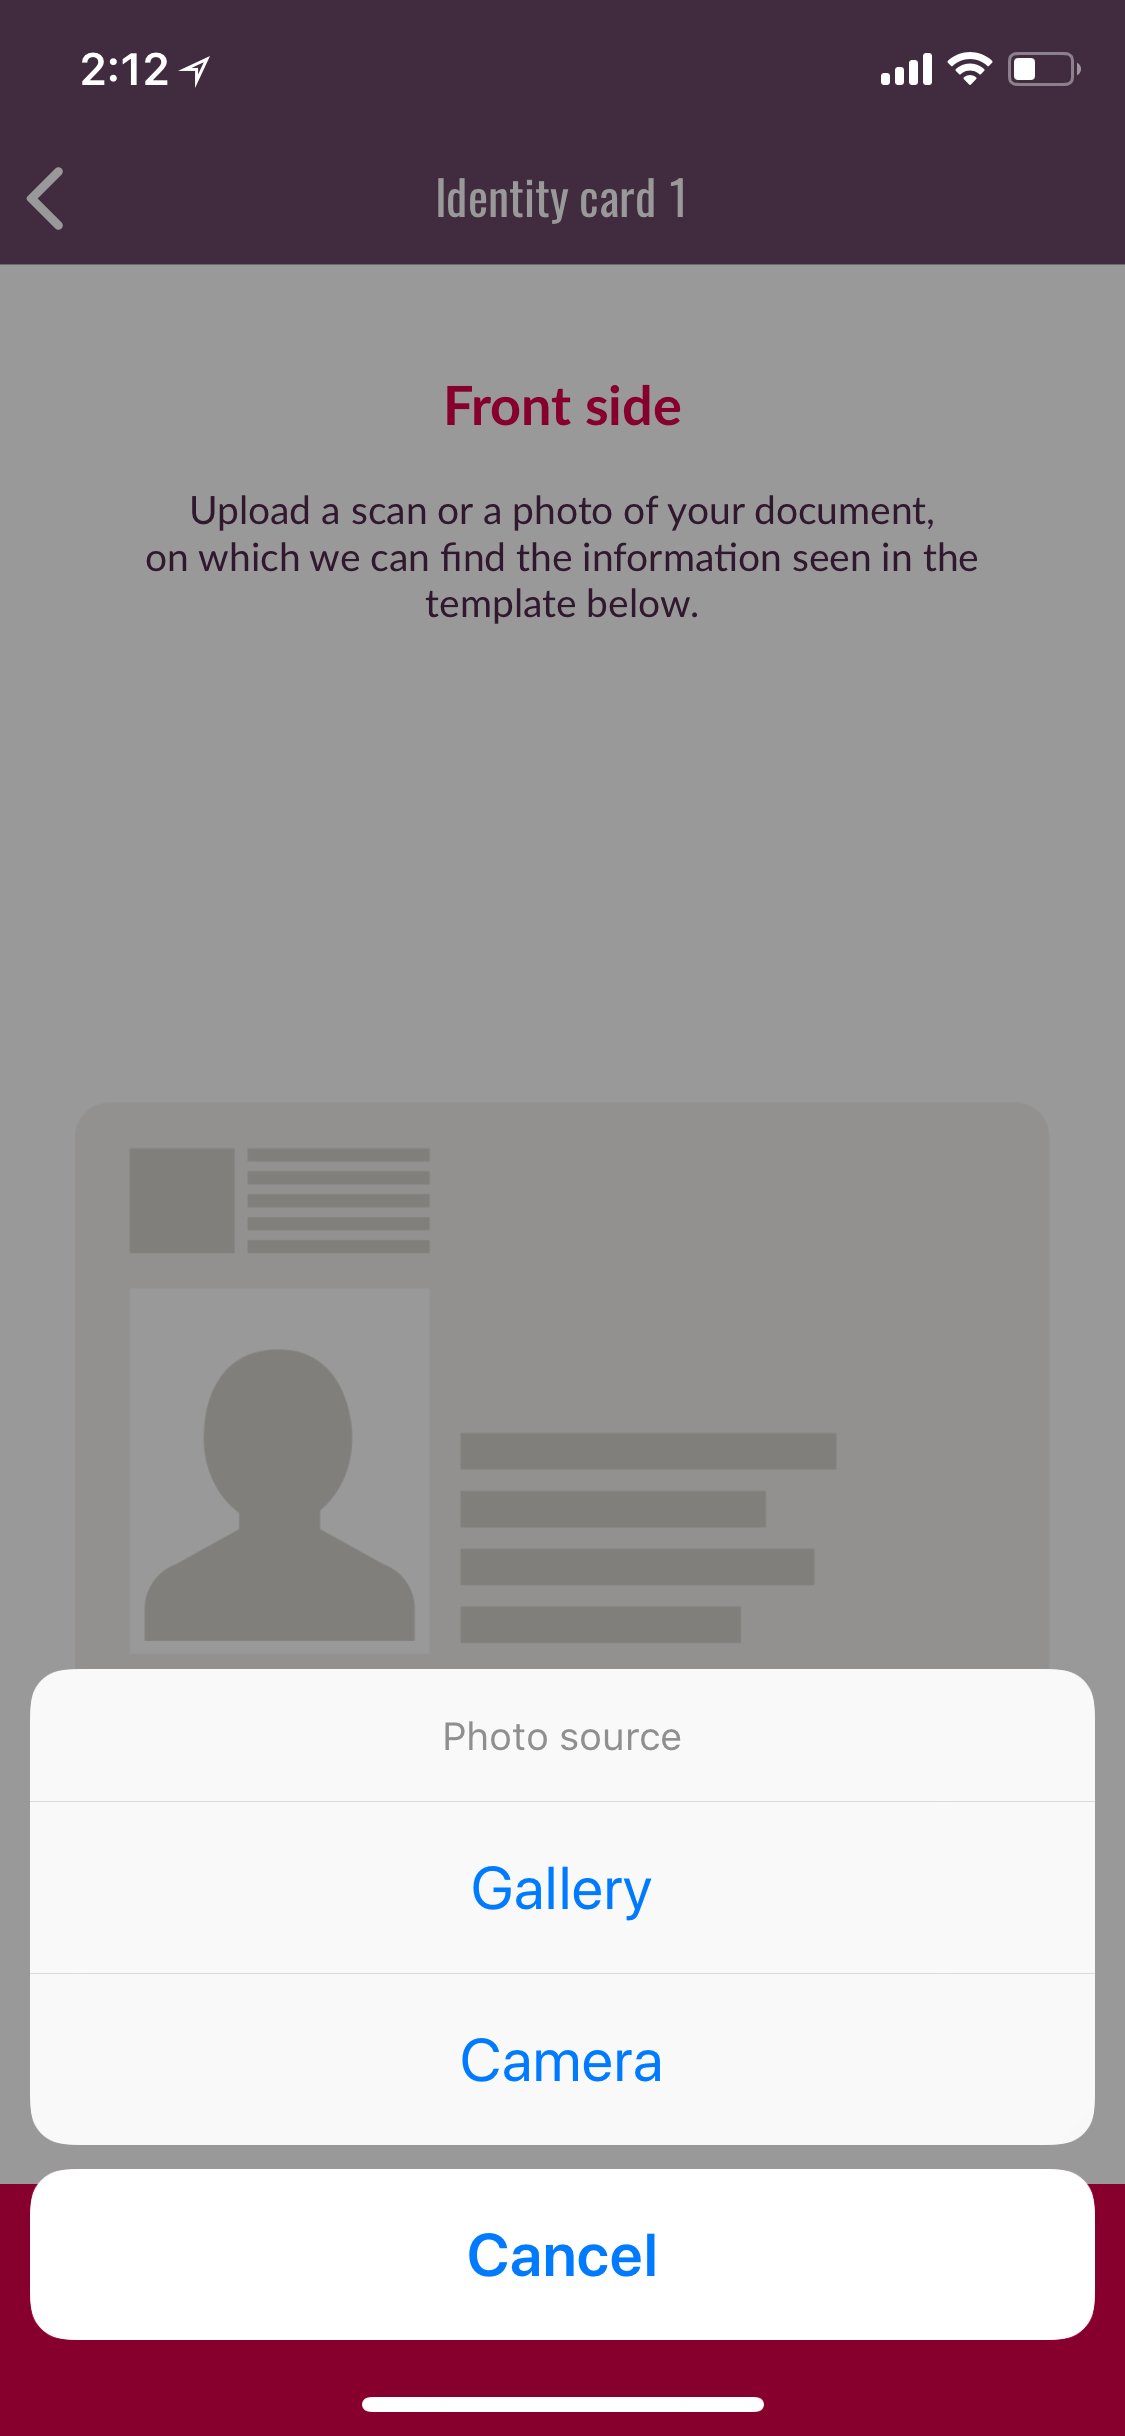 2:12
Identity card 1
Front side
Upload a scan or a photo of your document,
on which we can find the information seen in the
template below.
Photo source
Gallery
Camera
Cancel